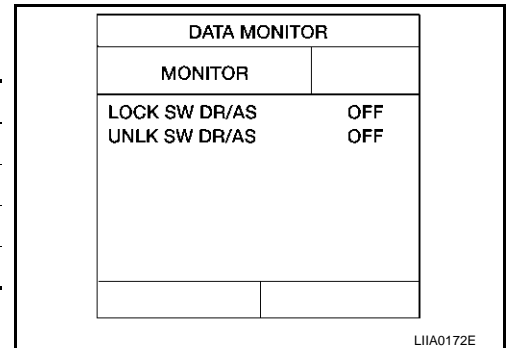 DATA MONITOR
MONITOR
LOCK SW DR/AS OFF
UNLK SW DR/AS OFF
LIIA0172E